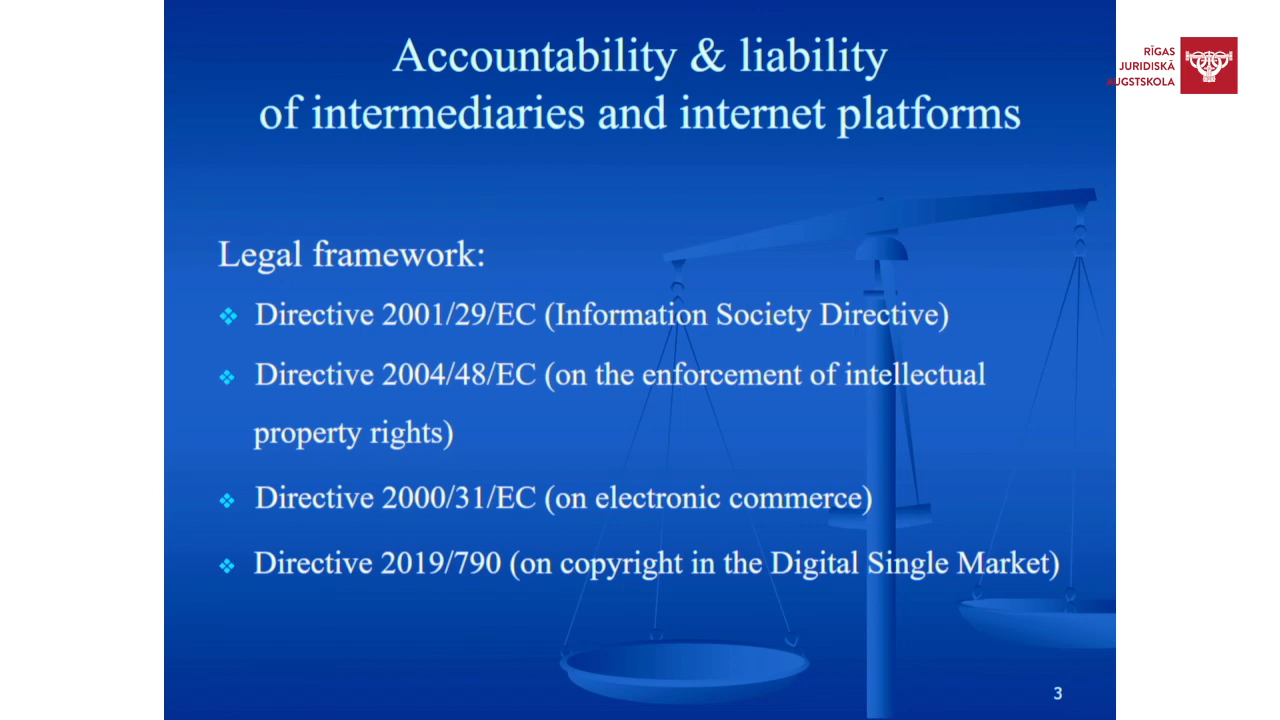 Accountability & liability
of intermediaries and internet platforms
RĪGAS
JURIDISKĀ
AUGSTSKOLA
Legal framework:
❖ Directive 2001/29/EC (Information Society Directive)
❖ Directive 2004/48/EC (on the enforcement of intellectual
property rights)
❖ Directive 2000/31/EC (on electronic commerce)
❖ Directive 2019/790 (on copyright in the Digital Single Market)
3